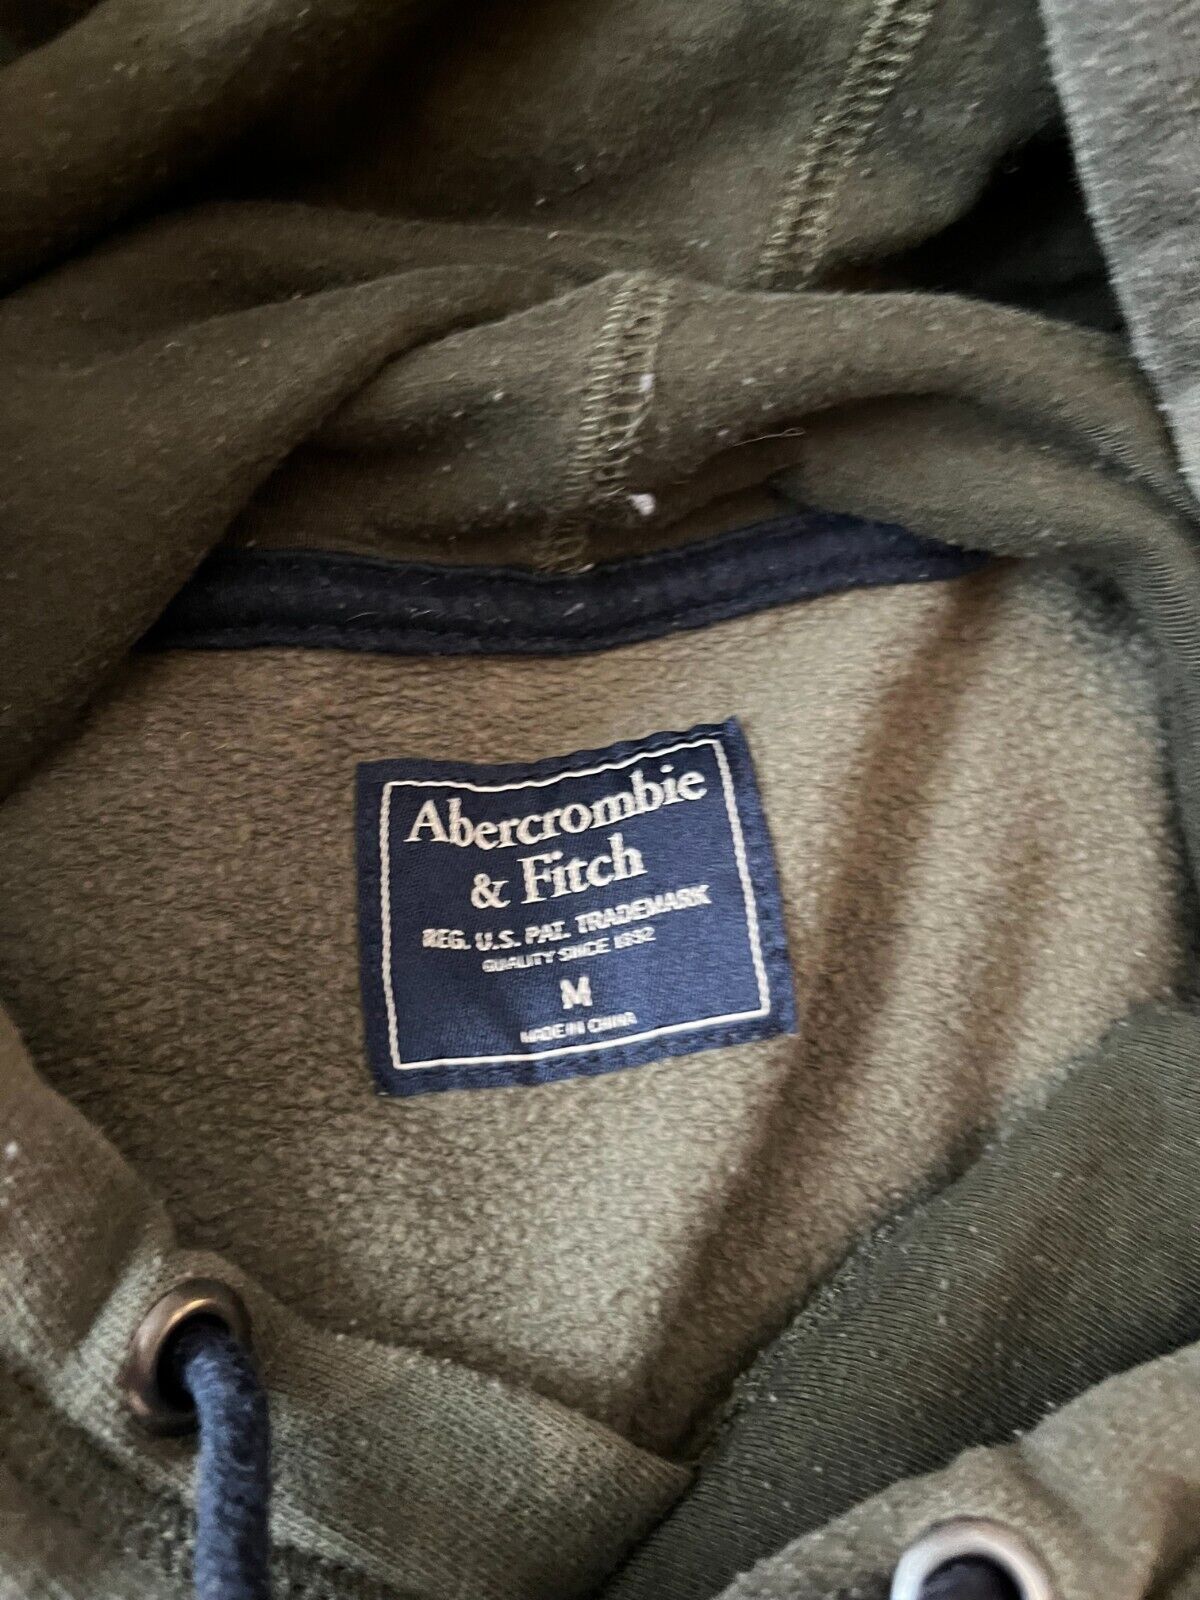 Abercrombie
& Fitch
REG. U.S. PAT. TRADEMARK
QUALITY SINCE 1892
M
MADE IN CHINA